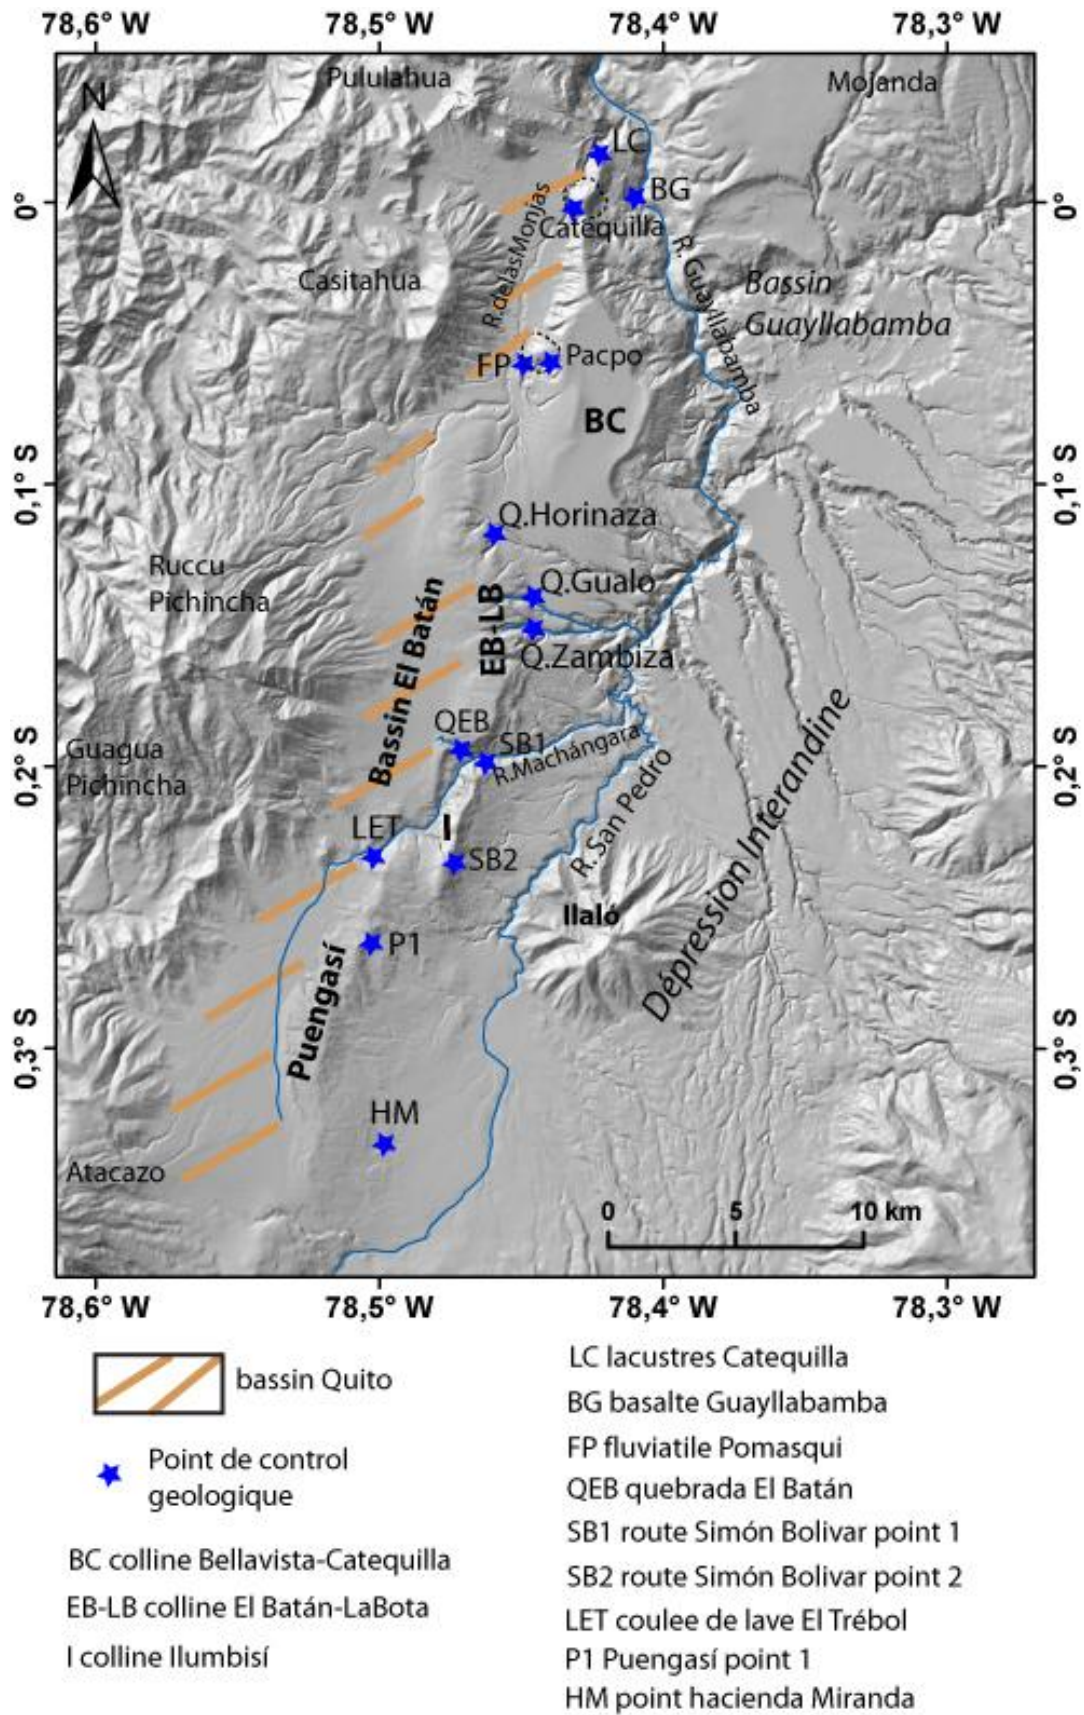 78,6° W
78,5° W
78,4° W
78,3° W
N
Pululahua
Mojanda
LC
0°
0°
BG
R.delasMonjas
Catequilla
Casitahua
R. Guayllabamba
Bassin
Guayllabamba
FP
Pacpo
BC
0,1° S
0,1° S
Q.Horinaza
Ruccu
Pichincha
Q.Gualo
EB-LB
Bassin El Batán
Q.Zambiza
QEB
SB1
R.Machángara
Guagua
Pichincha
0,2° S
0,2° S
R. San Pedro
Dépression Interandine
LET
I
SB2
Ilaló
P1
Puengasí
0,3° S
0,3° S
HM
Atacazo
0
5
10 km
78,6° W
78,5° W
78,4° W
78,3° W
bassin Quito
Point de control
geologique
BC colline Bellavista-Catequilla
EB-LB colline El Batán-LaBota
I colline Ilumbisí
LC lacustres Catequilla
BG basalte Guayllabamba
FP fluviatile Pomasqui
QEB quebrada El Batán
SB1 route Simón Bolivar point 1
SB2 route Simón Bolivar point 2
LET coulee de lave El Trébol
P1 Puengasí point 1
HM point hacienda Miranda